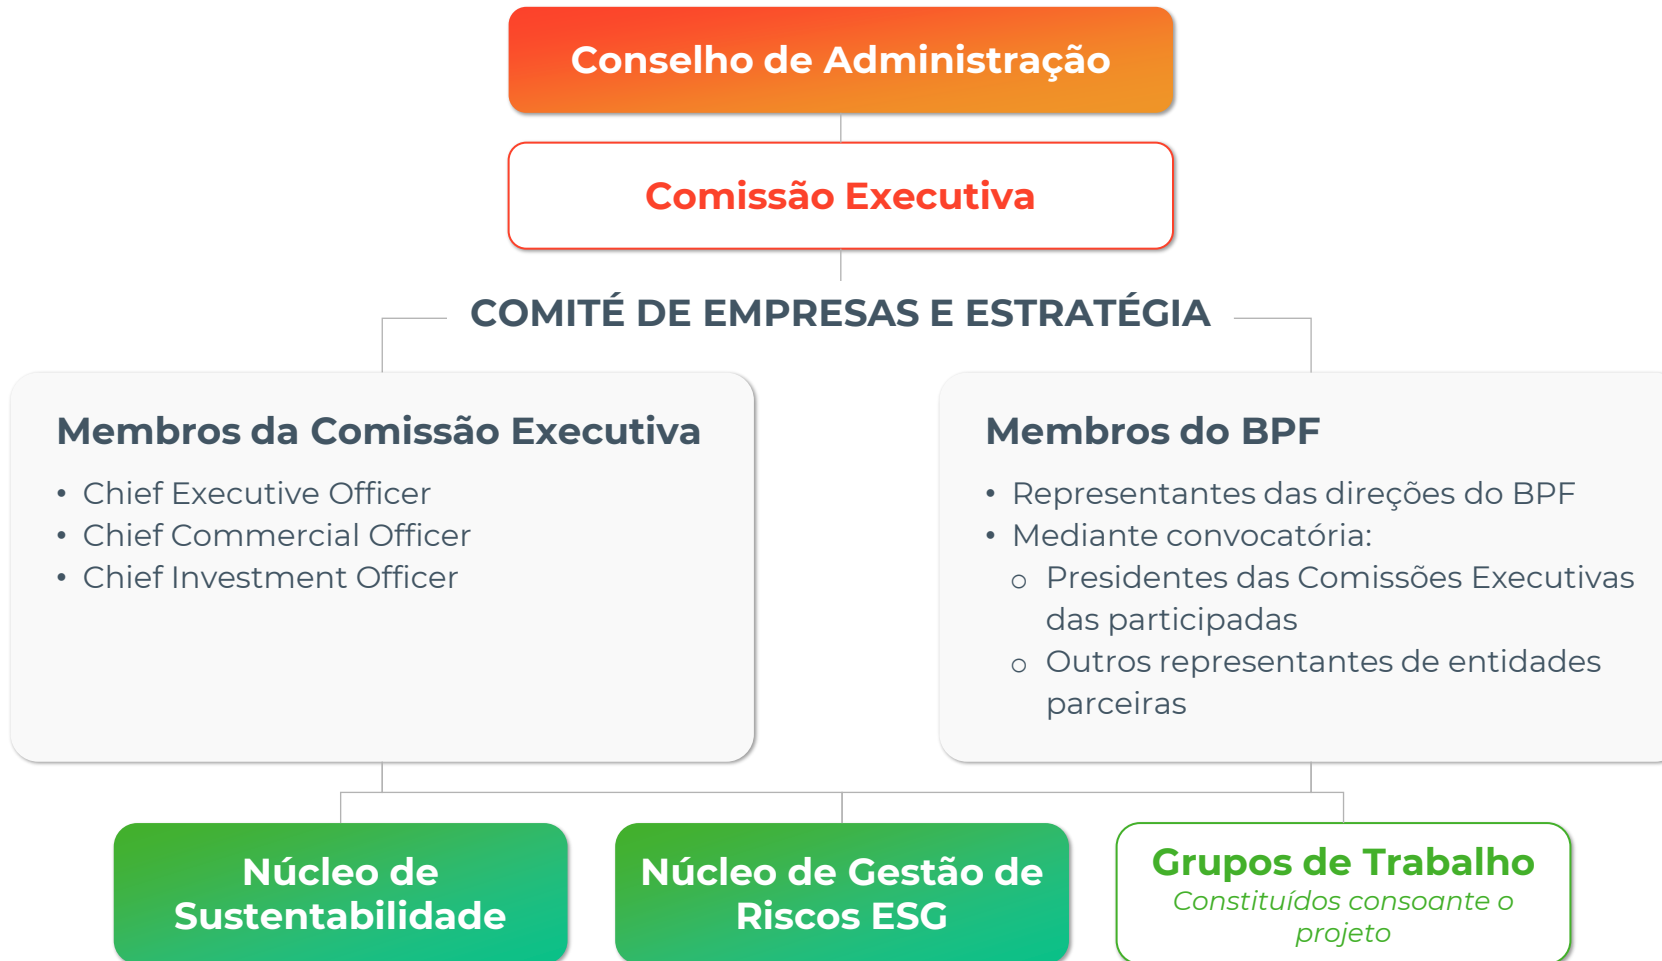 Conselho de Administração
Comissão Executiva
COMITÉ DE EMPRESAS E ESTRATÉGIA
Membros da Comissão Executiva
• Chief Executive Officer
• Chief Commercial Officer
• Chief Investment Officer
Membros do BPF
• Representantes das direções do BPF
• Mediante convocatória:
o Presidentes das Comissões Executivas
das participadas
o Outros representantes de entidades
parceiras
Núcleo de
Sustentabilidade
Núcleo de Gestão de
Riscos ESG
Grupos de Trabalho
Constituídos consoante o
projeto